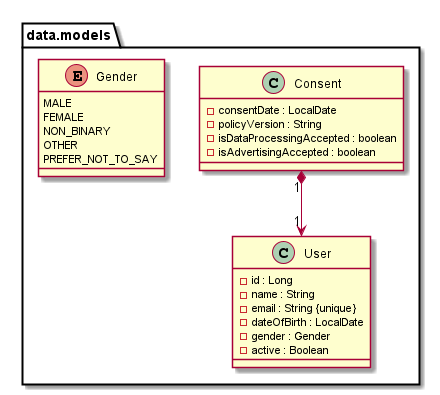 data.models
E Gender
MALE
FEMALE
NON_BINARY
OTHER
PREFER_NOT_TO_SAY
C Consent
consentDate : LocalDate
policyVersion : String
isDataProcessingAccepted : boolean
isAdvertisingAccepted : boolean
1
1
C User
id : Long
name : String
email : String {unique}
dateOfBirth : LocalDate
gender : Gender
active : Boolean